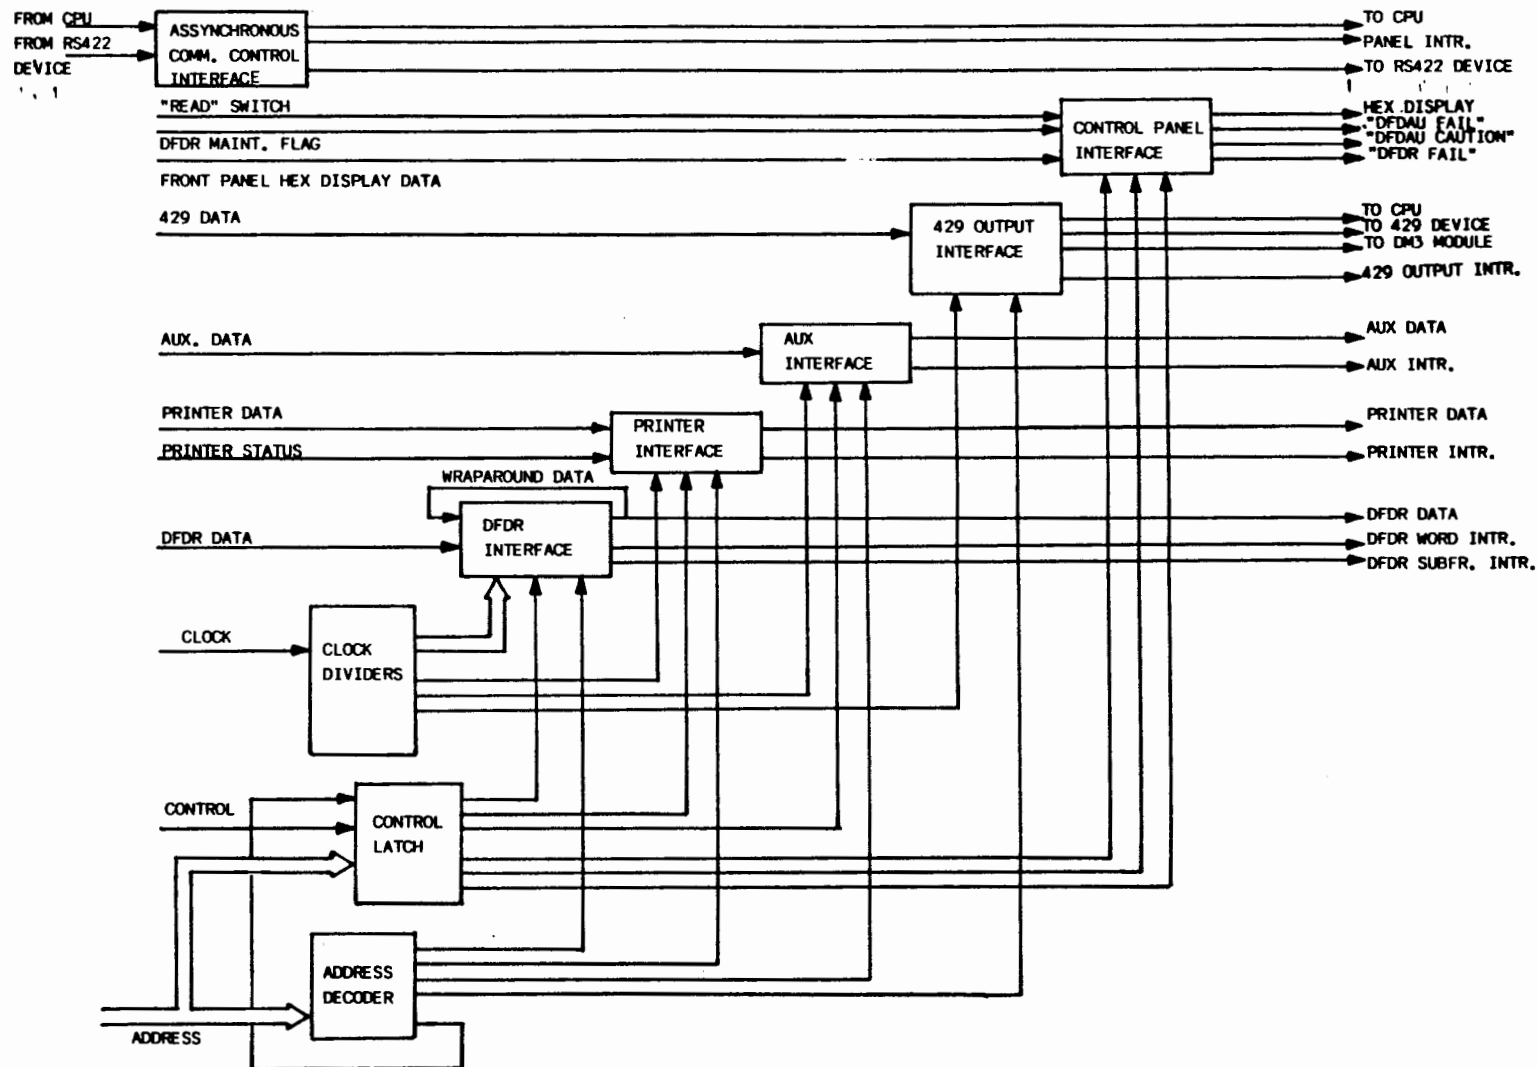 FROM CPU
FROM RS422
DEVICE
ASSYNCHRONOUS
COMM. CONTROL
INTERFACE
TO CPU
PANEL INTR.
TO RS422 DEVICE
"READ" SWITCH
DFDR MAINT. FLAG
FRONT PANEL HEX DISPLAY DATA
CONTROL PANEL
INTERFACE
HEX DISPLAY
"DFDAU FAIL"
"DFDAU CAUTION"
"DFDR FAIL"
429 DATA
429 OUTPUT
INTERFACE
TO CPU
TO 429 DEVICE
TO DM3 MODULE
429 OUTPUT INTR.
AUX. DATA
AUX
INTERFACE
AUX DATA
AUX INTR.
PRINTER DATA
PRINTER STATUS
PRINTER
INTERFACE
PRINTER DATA
PRINTER INTR.
WRAPAROUND DATA
DFDR DATA
DFDR
INTERFACE
DFDR DATA
DFDR WORD INTR.
DFDR SUBFR. INTR.
CLOCK
CLOCK
DIVIDERS
CONTROL
CONTROL
LATCH
ADDRESS
DECODER
ADDRESS